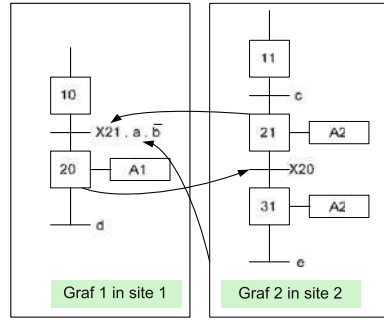 10
X21 . a . b̅
20
A1
d
Graf 1 in site 1
11
c
21
A2
X20
31
A2
e
Graf 2 in site 2